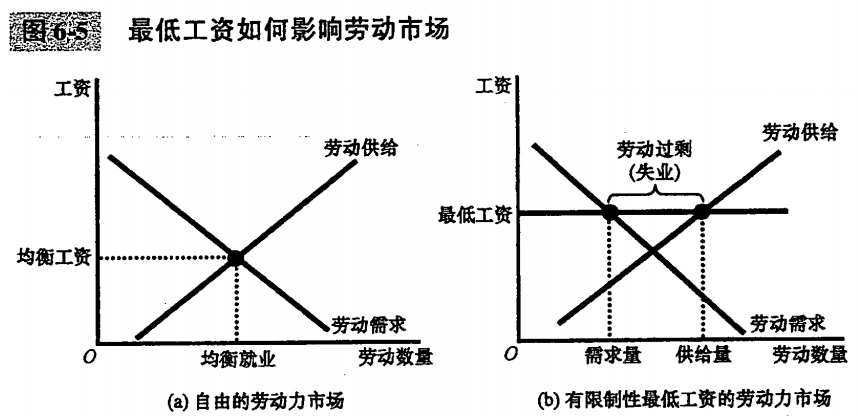 图6-5 最低工资如何影响劳动市场
工资
劳动供给
均衡工资
劳动需求
O
均衡就业
劳动数量
(a) 自由的劳动力市场
工资
劳动供给
劳动过剩
(失业)
最低工资
劳动需求
O
需求量
供给量
劳动数量
(b) 有限制性最低工资的劳动力市场